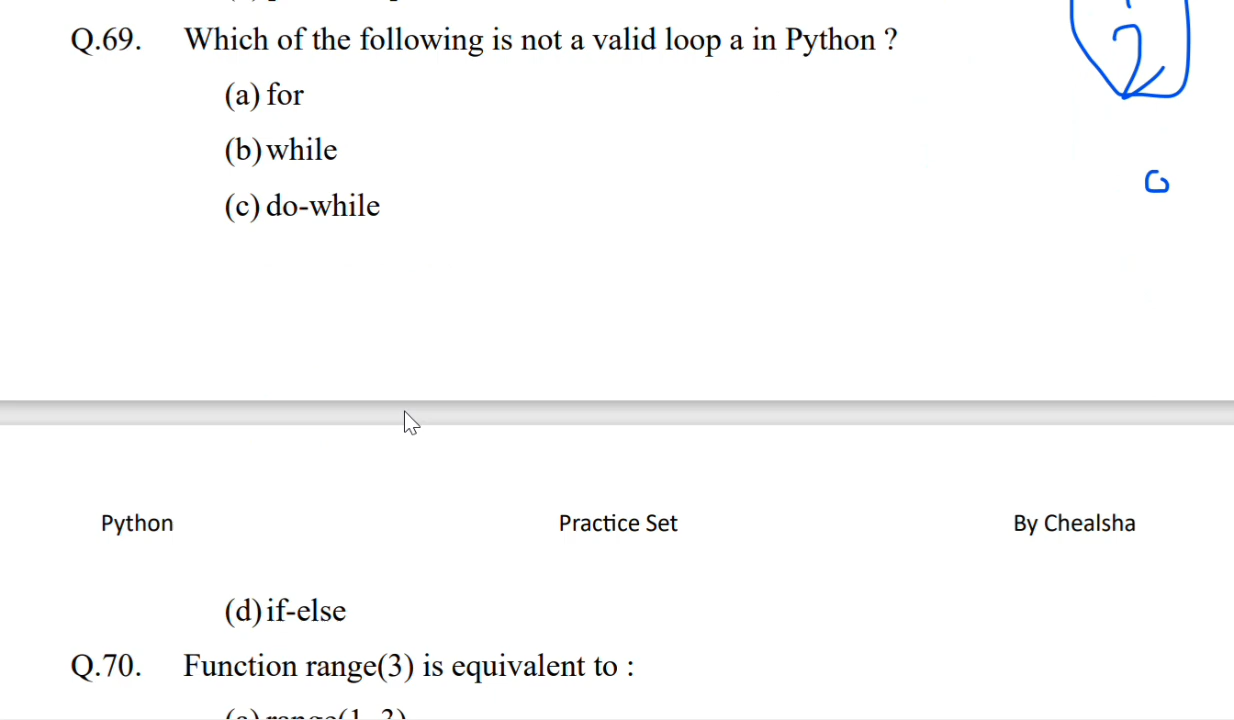 Q.69. Which of the following is not a valid loop a in Python ?
(a) for
(b) while
(c) do-while
2
Python Practice Set By Chealsha
(d) if-else
Q.70. Function range(3) is equivalent to :